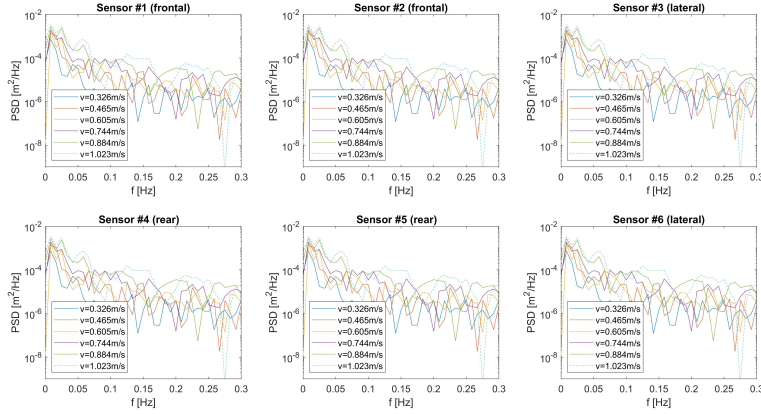 Sensor #1 (frontal)
10^-2
10^-4
10^-6
10^-8
PSD [m^2/Hz]
v=0.326m/s
v=0.465m/s
v=0.605m/s
v=0.744m/s
v=0.884m/s
v=1.023m/s
0 0.05 0.1 0.15 0.2 0.25 0.3
f [Hz]
Sensor #2 (frontal)
10^-2
10^-4
10^-6
10^-8
PSD [m^2/Hz]
v=0.326m/s
v=0.465m/s
v=0.605m/s
v=0.744m/s
v=0.884m/s
v=1.023m/s
0 0.05 0.1 0.15 0.2 0.25 0.3
f [Hz]
Sensor #3 (lateral)
10^-2
10^-4
10^-6
10^-8
PSD [m^2/Hz]
v=0.326m/s
v=0.465m/s
v=0.605m/s
v=0.744m/s
v=0.884m/s
v=1.023m/s
0 0.05 0.1 0.15 0.2 0.25 0.3
f [Hz]
Sensor #4 (rear)
10^-2
10^-4
10^-6
10^-8
PSD [m^2/Hz]
v=0.326m/s
v=0.465m/s
v=0.605m/s
v=0.744m/s
v=0.884m/s
v=1.023m/s
0 0.05 0.1 0.15 0.2 0.25 0.3
f [Hz]
Sensor #5 (rear)
10^-2
10^-4
10^-6
10^-8
PSD [m^2/Hz]
v=0.326m/s
v=0.465m/s
v=0.605m/s
v=0.744m/s
v=0.884m/s
v=1.023m/s
0 0.05 0.1 0.15 0.2 0.25 0.3
f [Hz]
Sensor #6 (lateral)
10^-2
10^-4
10^-6
10^-8
PSD [m^2/Hz]
v=0.326m/s
v=0.465m/s
v=0.605m/s
v=0.744m/s
v=0.884m/s
v=1.023m/s
0 0.05 0.1 0.15 0.2 0.25 0.3
f [Hz]